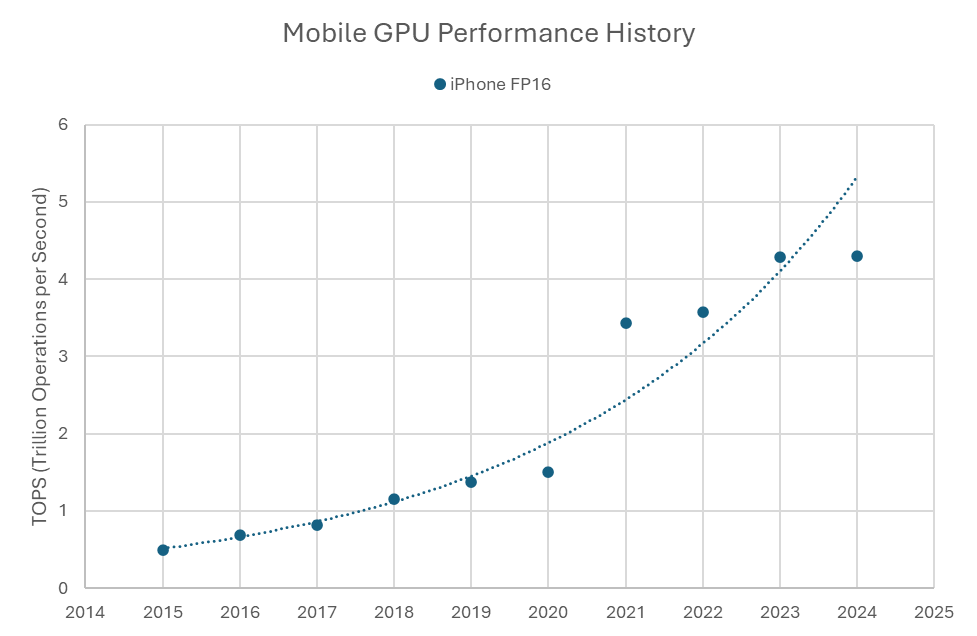 Mobile GPU Performance History
iPhone FP16
TOPS (Trillion Operations per Second)
6
5
4
3
2
1
0
2014 2015 2016 2017 2018 2019 2020 2021 2022 2023 2024 2025